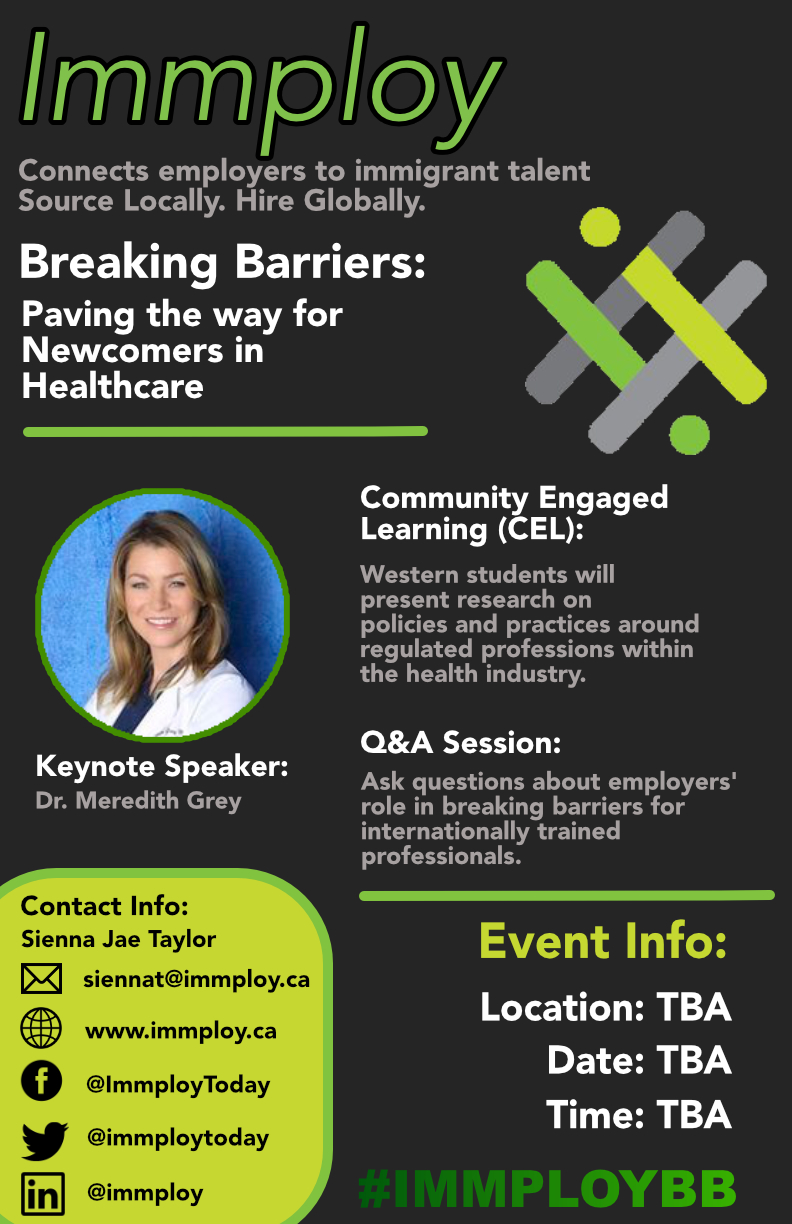 Immploy
Connects employers to immigrant talent
Source Locally. Hire Globally.
Breaking Barriers:
Paving the way for
Newcomers in
Healthcare
Keynote Speaker:
Dr. Meredith Grey
Community Engaged
Learning (CEL):
Western students will
present research on
policies and practices around
regulated professions within
the health industry.
Q&A Session:
Ask questions about employers'
role in breaking barriers for
internationally trained
professionals.
Contact Info:
Sienna Jae Taylor
siennat@immploy.ca
www.immploy.ca
@ImmployToday
@immploytoday
in @immploy
Event Info:
Location: TBA
Date: TBA
Time: TBA
#IMMPLOYBB